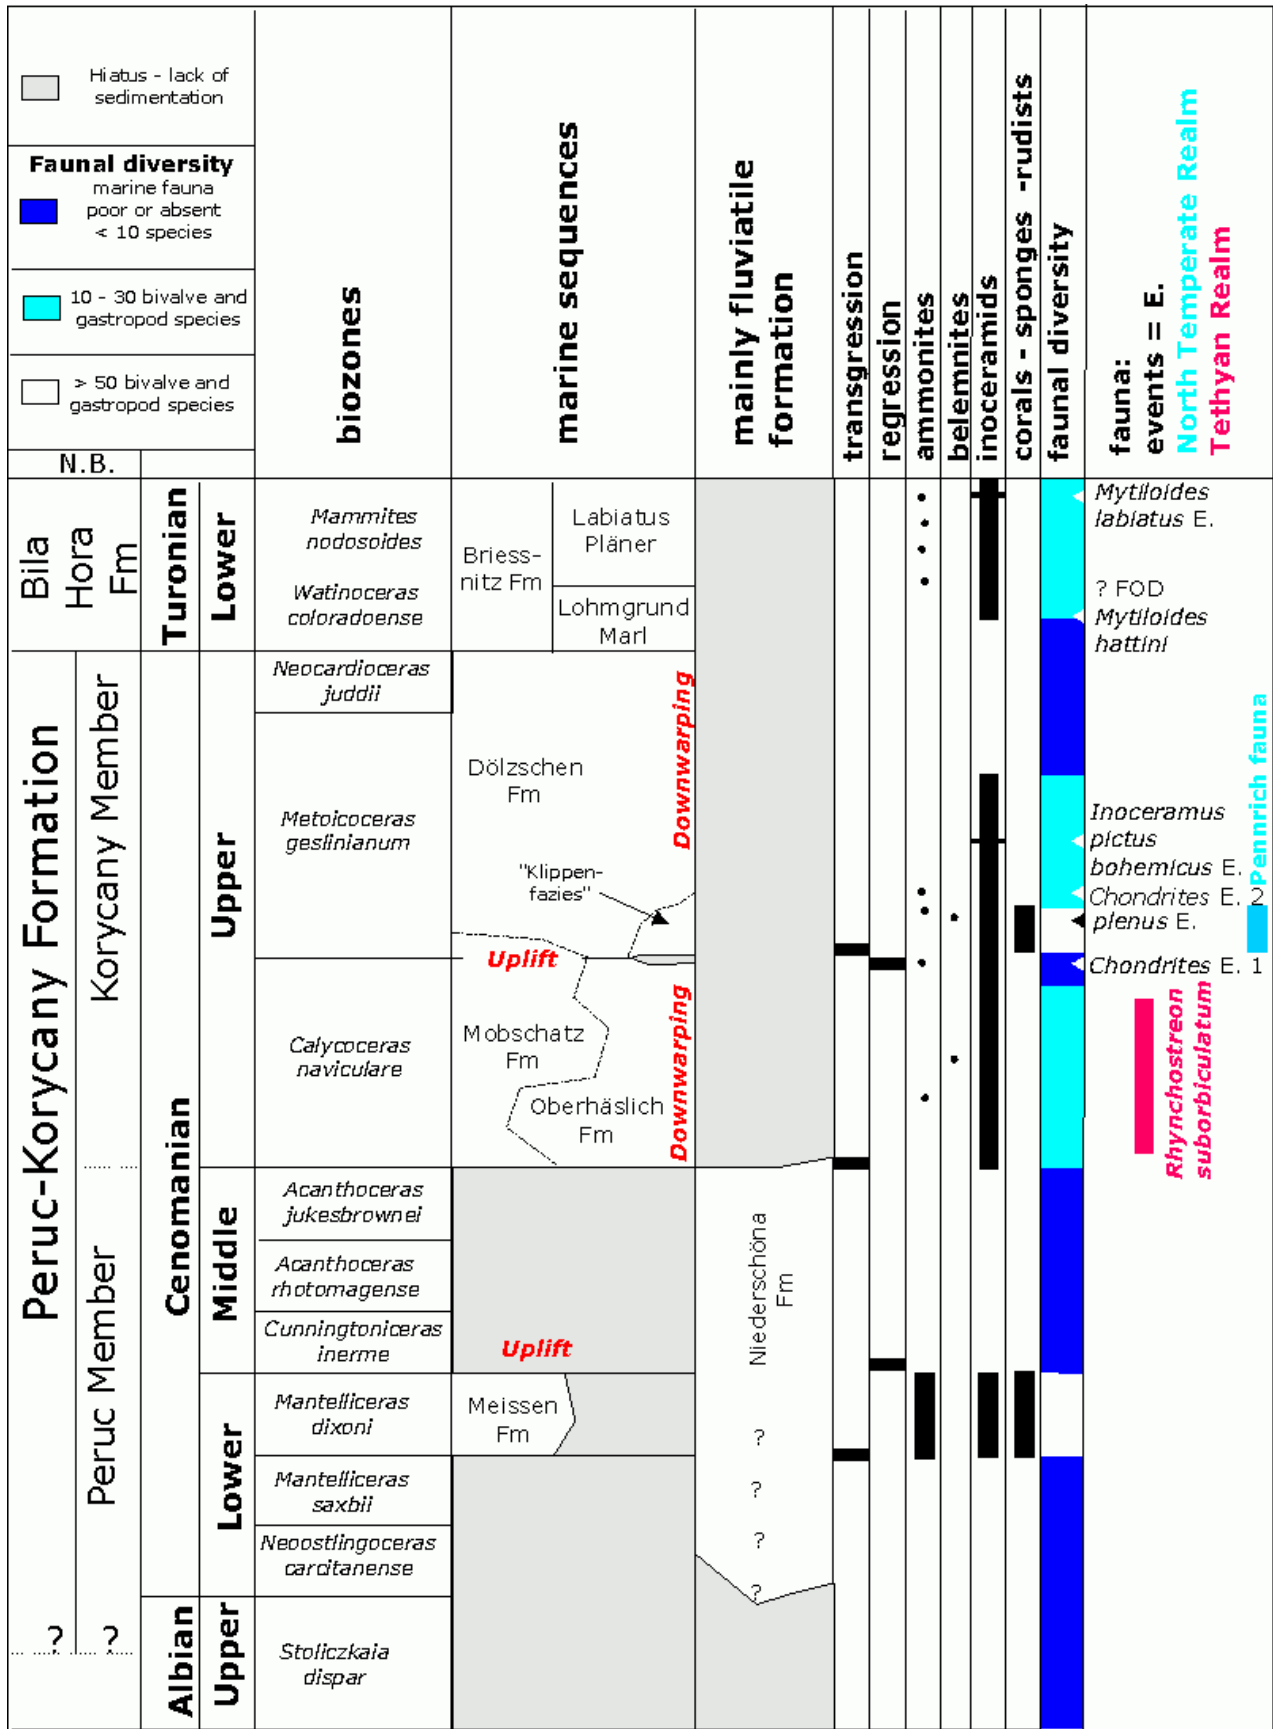 Hiatus - lack of
sedimentation
Faunal diversity
marine fauna
poor or absent
< 10 species
10 - 30 bivalve and
gastropod species
> 50 bivalve and
gastropod species
N.B.
biozones
marine sequences
mainly fluviatile
formation
transgression
regression
ammonites
belemnites
inoceramids
corals - sponges -rudists
faunal diversity
fauna:
events = E.
North Temperate Realm
Tethyan Realm
Bila
Hora
Fm
Turonian
Lower
Mammites
nodosoides
Watinoceras
coloradoense
Briess-
nitz Fm
Labiatus
Pläner
Lohmgrund
Marl
Mytiloides
labiatus E.
? FOD
Mytiloides
hattini
Peruc-Korycany Formation
Korycany Member
Peruc Member
?
?
Cenomanian
Upper
Neocardioceras
juddii
Metoicoceras
geslinianum
Calycoceras
naviculare
Dölzschen
Fm
Downwarping
"Klippen-
fazies"
Uplift
Mobschatz
Fm
Oberhäslich
Fm
Downwarping
Inoceramus
pictus
bohemicus E.
Chondrites E. 2
plenus E.
Chondrites E. 1
Pennrich fauna
Rhynchostreon
suborbiculatum
Middle
Acanthoceras
jukesbrownei
Acanthoceras
rhotomagense
Cunningtoniceras
inerme
Uplift
Niederschöna
Fm
?
?
?
?
Lower
Mantelliceras
dixoni
Meissen
Fm
Mantelliceras
saxbii
Neoostlingoceras
carcitanense
Albian
Upper
Stoliczkaia
dispar